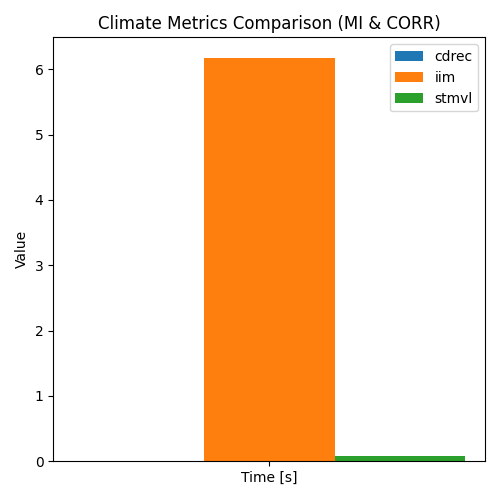 Climate Metrics Comparison (MI & CORR)
cdrec
iim
stmvl
6
5
4
3
2
1
0
Value
Time [s]